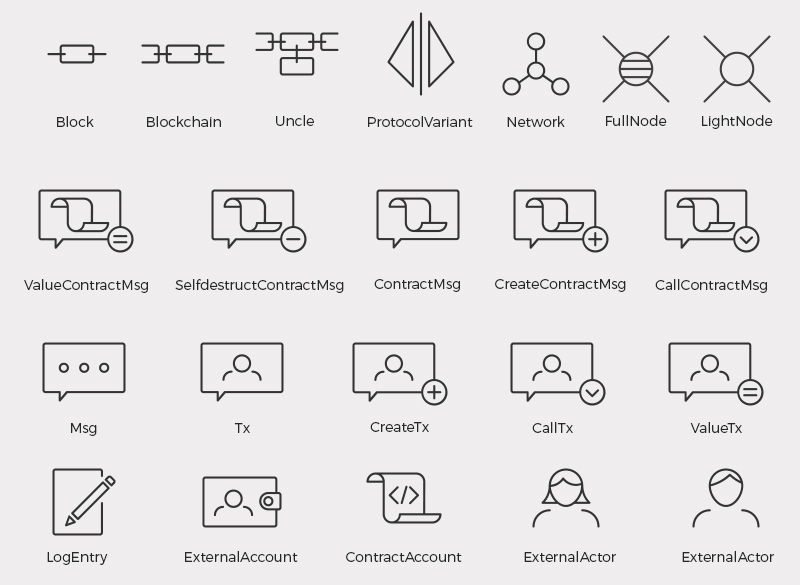 Block
Blockchain
Uncle
ProtocolVariant
Network
FullNode
LightNode
ValueContractMsg
SelfdestructContractMsg
ContractMsg
CreateContractMsg
CallContractMsg
Msg
Tx
CreateTx
CallTx
ValueTx
LogEntry
ExternalAccount
ContractAccount
ExternalActor
ExternalActor